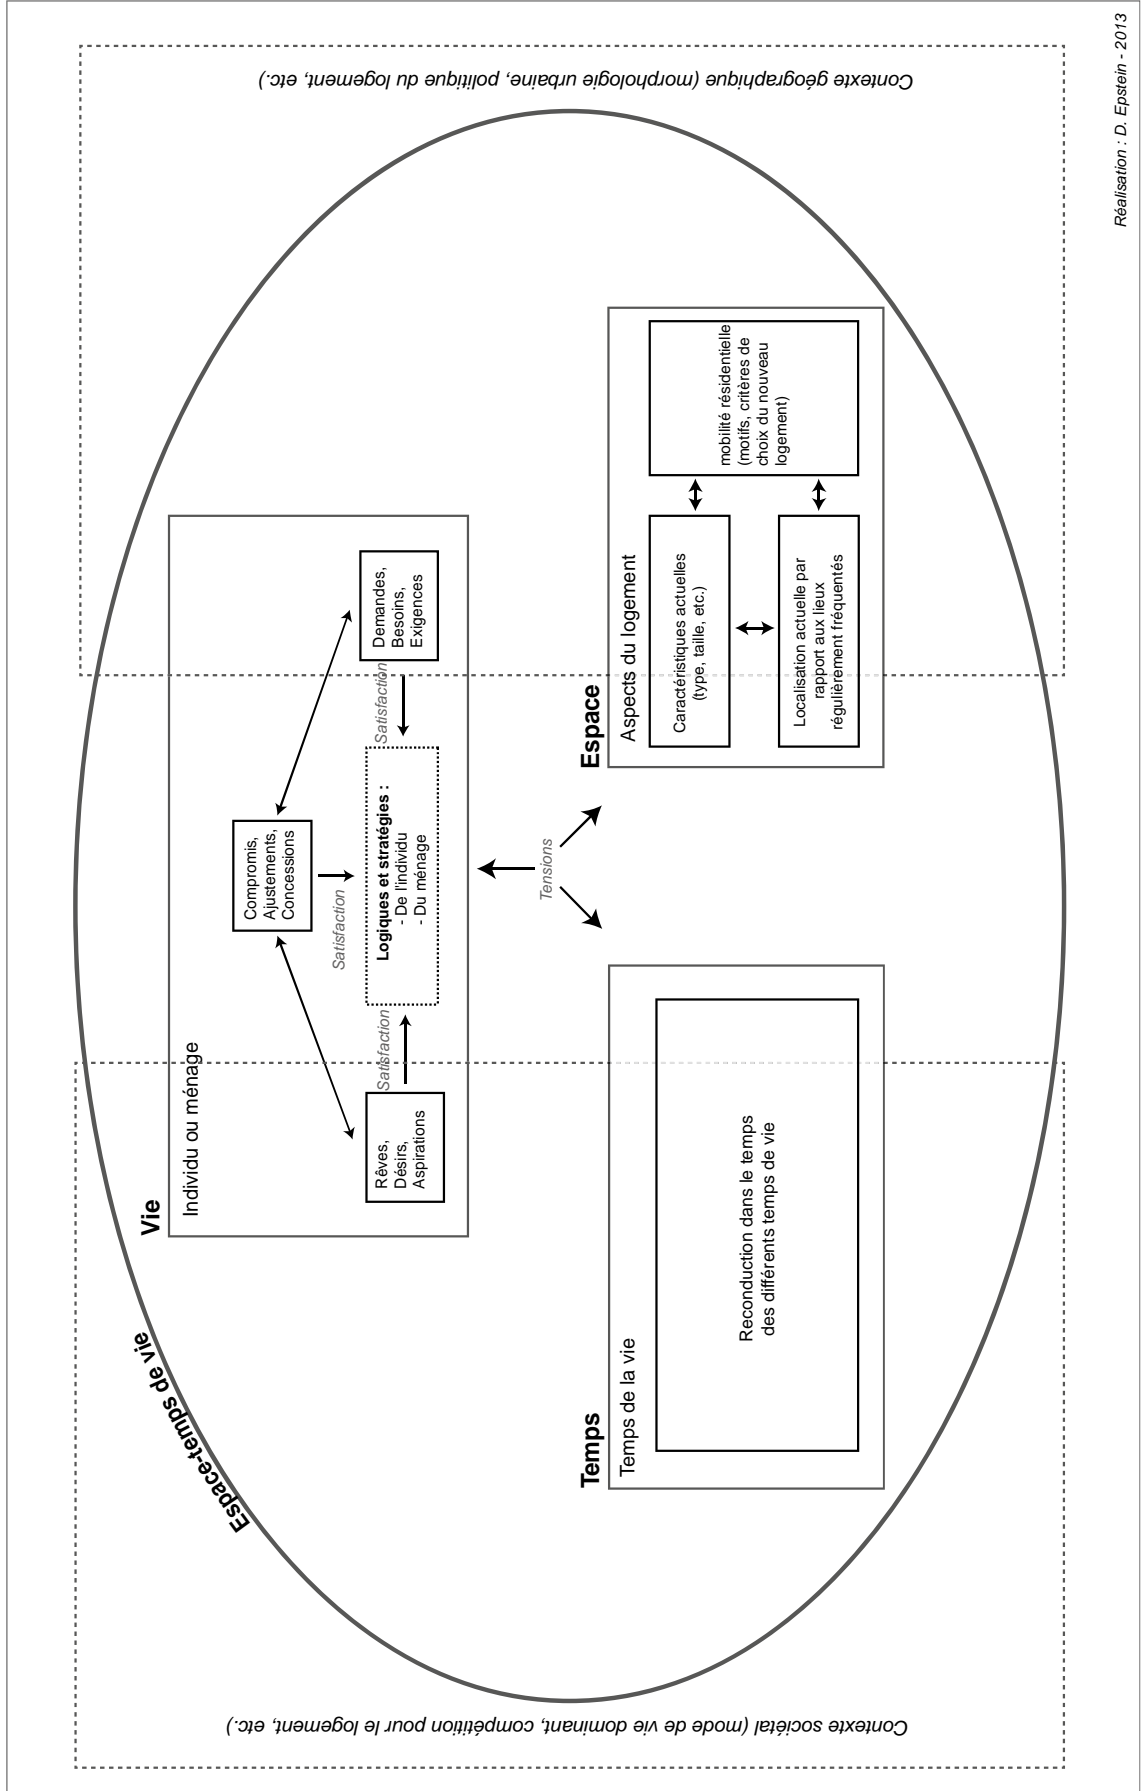 Contexte sociétal (mode de vie dominant, compétition pour le logement, etc.)
Contexte géographique (morphologie urbaine, politique du logement, etc.)
Espace-temps de vie
Vie
Individu ou ménage
Compromis,
Ajustements,
Concessions
Satisfaction
Rêves,
Désirs,
Aspirations
Satisfaction
Logiques et stratégies :
- De l'individu
- Du ménage
Satisfaction
Demandes,
Besoins,
Exigences
Tensions
Temps
Temps de la vie
Reconduction dans le temps
des différents temps de vie
Espace
Aspects du logement
Caractéristiques actuelles
(type, taille, etc.)
Localisation actuelle par
rapport aux lieux
régulièrement fréquentés
mobilité résidentielle
(motifs, critères de
choix du nouveau
logement)
Réalisation : D. Epstein - 2013